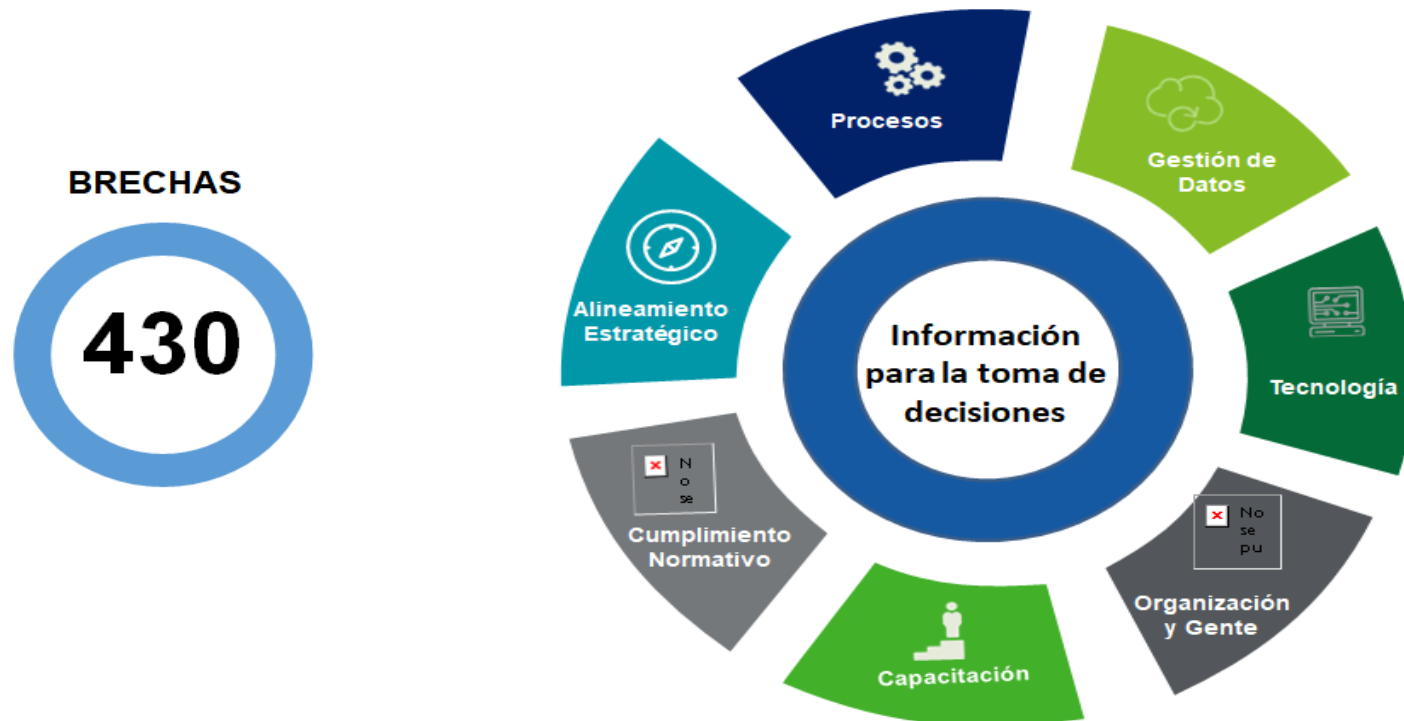 BRECHAS
430
Procesos
Gestión de
Datos
Tecnología
Organización
y Gente
No
se
pu
Capacitación
Cumplimiento
Normativo
N
o
se
Alineamiento
Estratégico
Información
para la toma de
decisiones